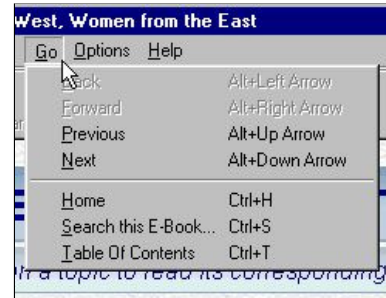 West, Women from the East
Go Options Help
Back Alt+Left Arrow
Forward Alt+Right Arrow
Previous Alt+Up Arrow
Next Alt+Down Arrow
Home Ctrl+H
Search this E-Book... Ctrl+S
Table Of Contents Ctrl+T
on a topic to read its corresponding